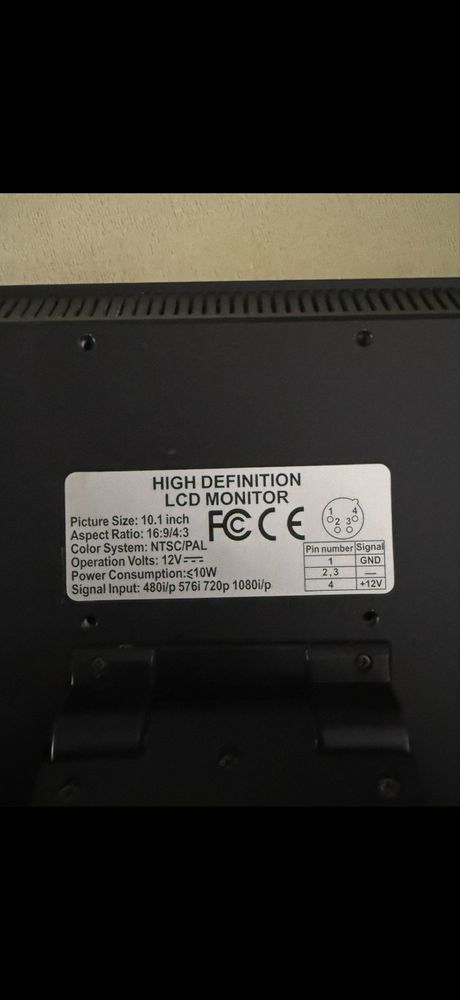 HIGH DEFINITION
LCD MONITOR
Picture Size: 10.1 inch
Aspect Ratio: 16:9/4:3
Color System: NTSC/PAL
Operation Volts: 12V⎓
Power Consumption:≤10W
Signal Input: 480i/p 576i 720p 1080i/p
FC CE
1 4
2 3
Pin number Signal
1 GND
2,3 —
4 +12V